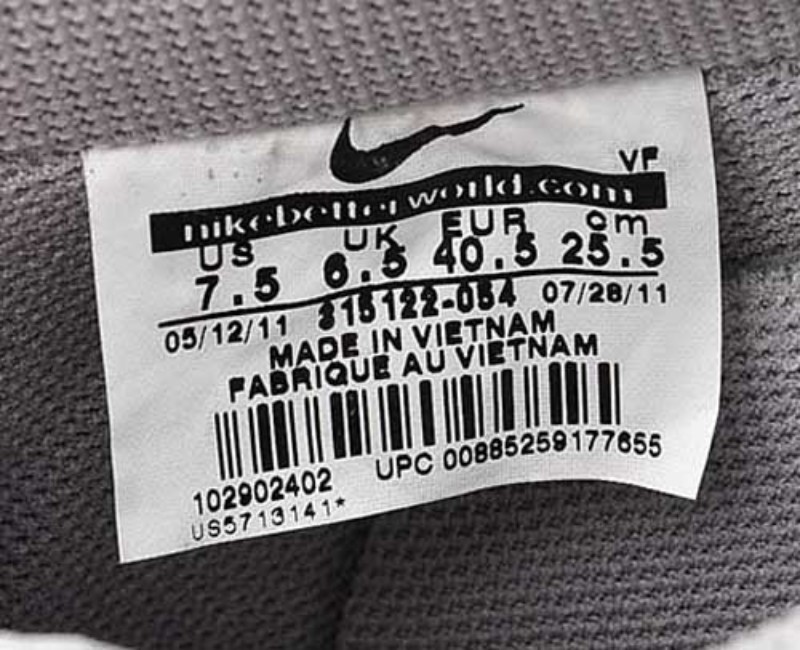 VF
nikebetterworld.com
US UK EUR cm
7.5 6.5 40.5 25.5
05/12/11 315122-054 07/28/11
MADE IN VIETNAM
FABRIQUE AU VIETNAM
102902402 UPC 00885259177655
US5713141*